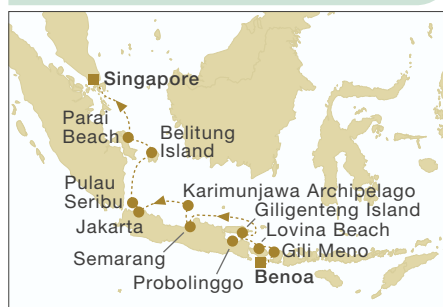 Singapore
Parai
Beach
Belitung
Island
Pulau
Seribu
Karimunjawa Archipelago
Giligenteng Island
Jakarta
Lovina Beach
Semarang
Gili Meno
Probolinggo
Benoa